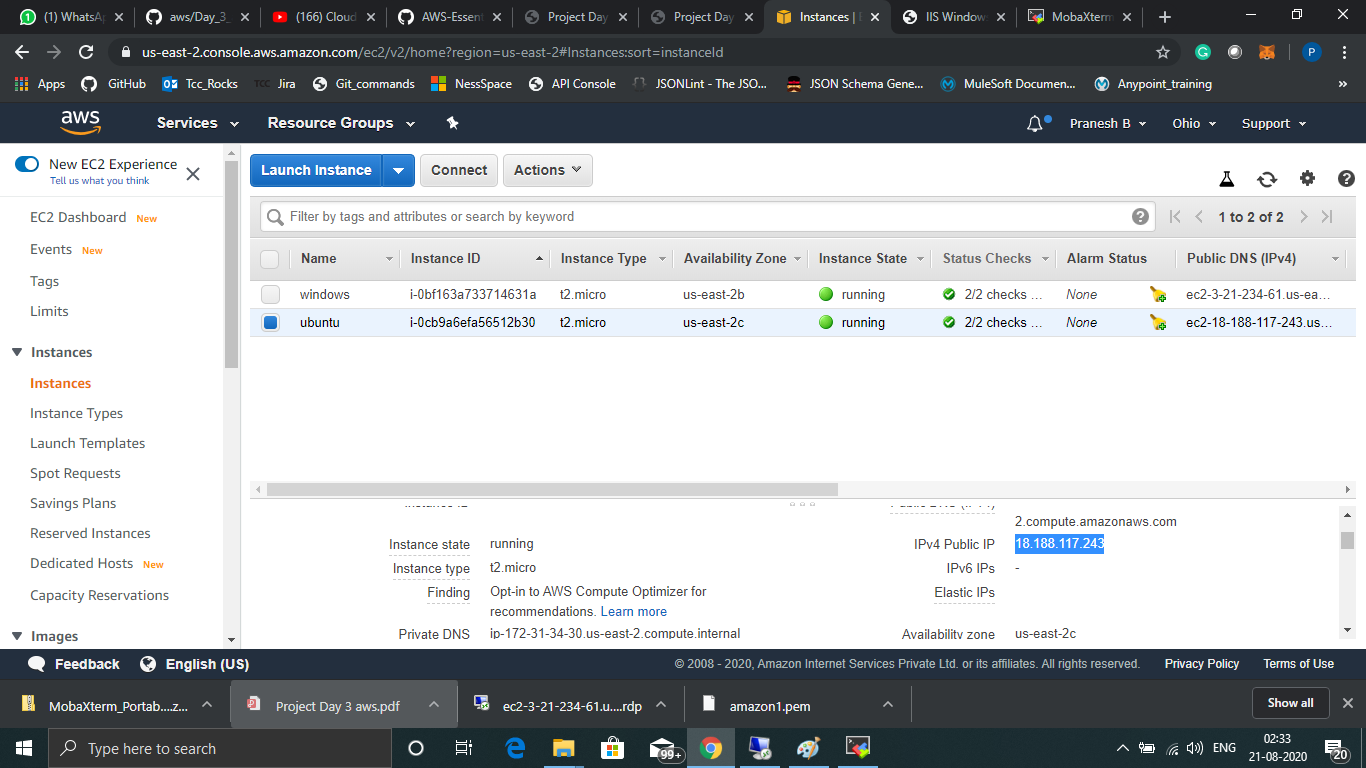 1 (1) WhatsA
aws/Day_3_
(166) Cloud
AWS-Essen
Project Day
Project Day
Instances |
IIS Window
MobaXterm
us-east-2.console.aws.amazon.com/ec2/v2/home?region=us-east-2#Instances:sort=instanceId
P
Apps
GitHub
Tcc_Rocks
TCC Jira
Git_commands
NessSpace
API Console
JSONLint - The JSO...
JSON Schema Gene...
MuleSoft Documen...
Anypoint_training
»
aws
Services
Resource Groups
Pranesh B
Ohio
Support
New EC2 Experience
Tell us what you think
Launch Instance
Connect
Actions
EC2 Dashboard New
Events New
Tags
Limits
Instances
Instances
Instance Types
Launch Templates
Spot Requests
Savings Plans
Reserved Instances
Dedicated Hosts New
Capacity Reservations
Images
Filter by tags and attributes or search by keyword
1 to 2 of 2
Name Instance ID Instance Type Availability Zone Instance State Status Checks Alarm Status Public DNS (IPv4)
windows i-0bf163a733714631a t2.micro us-east-2b running 2/2 checks ... None ec2-3-21-234-61.us-ea...
ubuntu i-0cb9a6efa56512b30 t2.micro us-east-2c running 2/2 checks ... None ec2-18-188-117-243.us...
Instance ID Public DNS (IPv4)
2.compute.amazonaws.com
Instance state running IPv4 Public IP 18.188.117.243
Instance type t2.micro IPv6 IPs -
Finding Opt-in to AWS Compute Optimizer for Elastic IPs
recommendations. Learn more
Private DNS ip-172-31-34-30.us-east-2.compute.internal Availability zone us-east-2c
Feedback
English (US)
© 2008 - 2020, Amazon Internet Services Private Ltd. or its affiliates. All rights reserved.
Privacy Policy
Terms of Use
MobaXterm_Portab....z...
Project Day 3 aws.pdf
ec2-3-21-234-61.u....rdp
amazon1.pem
Show all
Type here to search
99+
ENG
02:33
21-08-2020
20